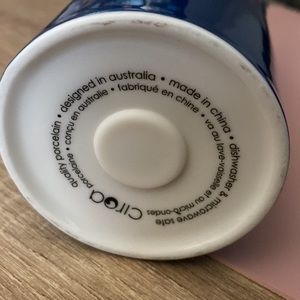 quality porcelain • designed in australia • made in china • dishwasher & microwave safe
porcelaine • conçu en australie • fabriqué en chine • va au lave-vaisselle et au micro-ondes
ciroa